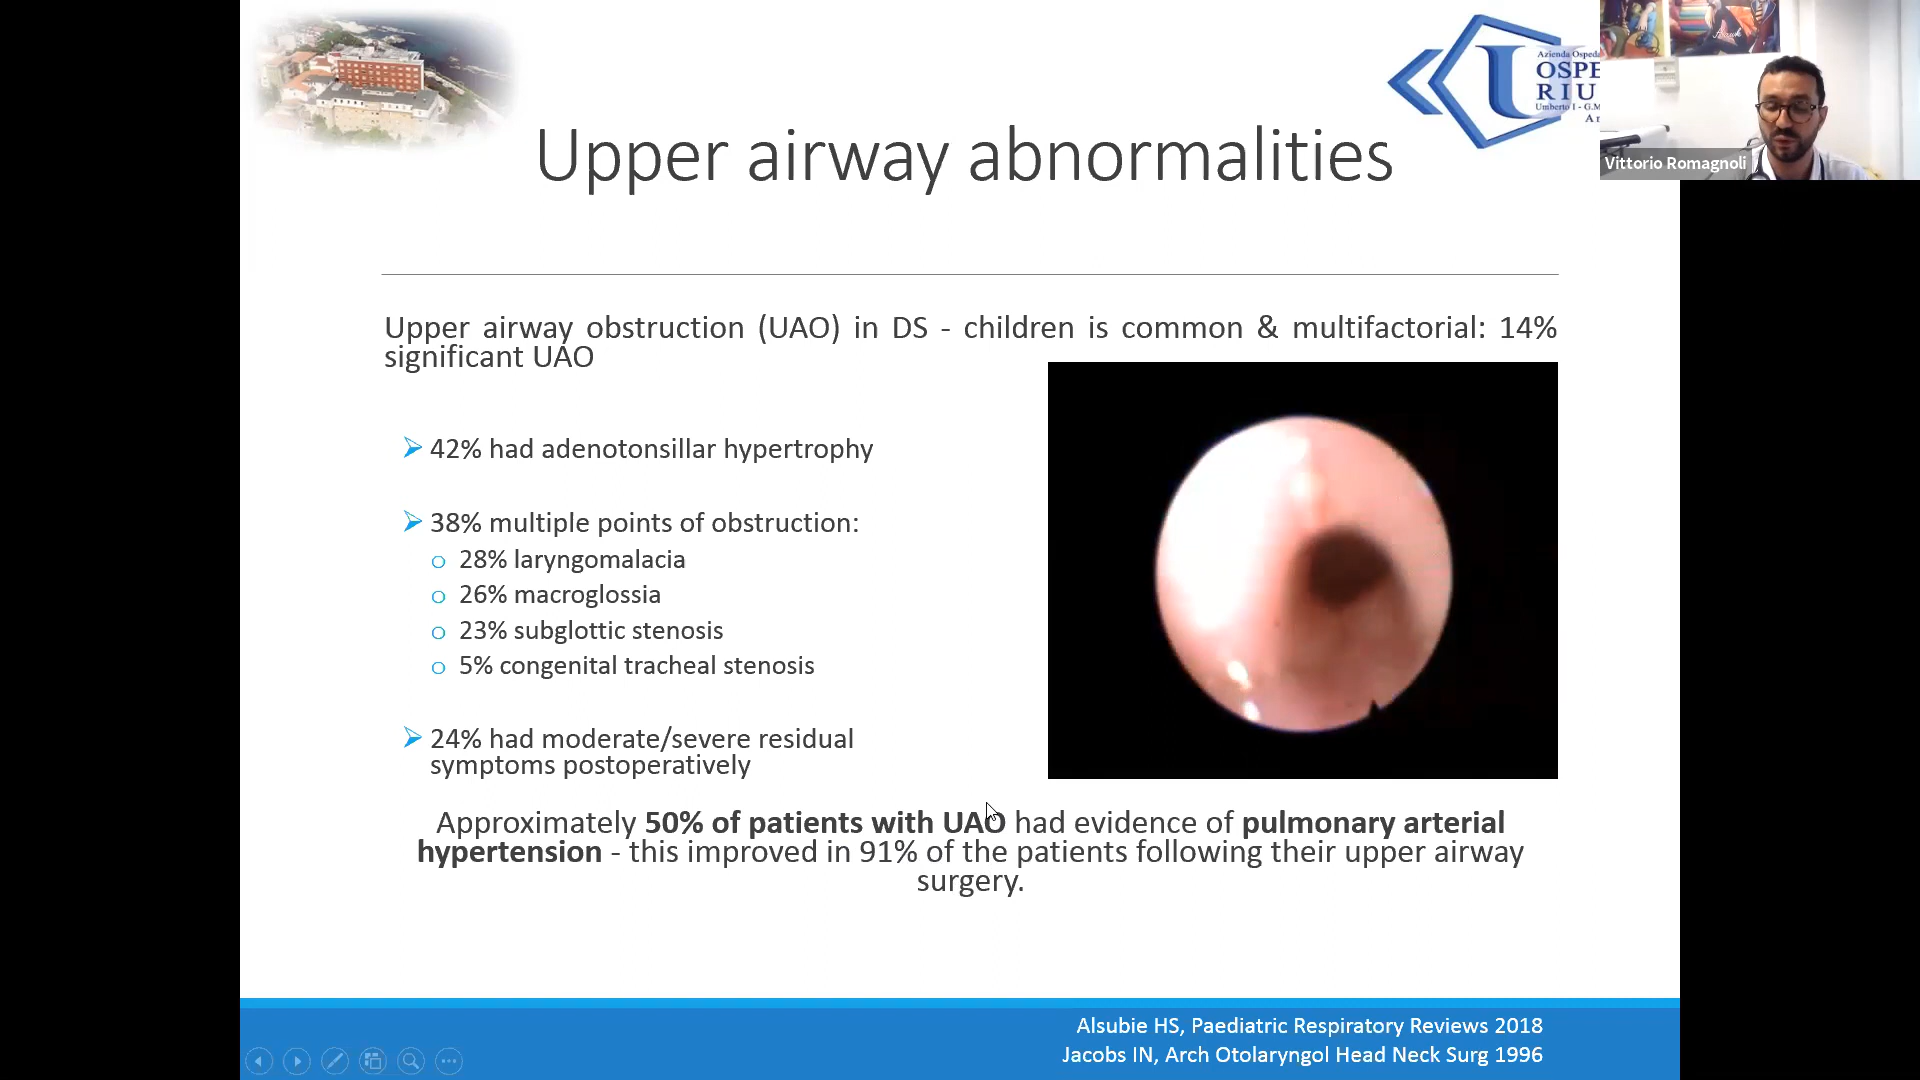 Azienda Osped
OSPE
RIU
Umberto I - G.M
An
Vittorio Romagnoli
Upper airway abnormalities
Upper airway obstruction (UAO) in DS - children is common & multifactorial: 14%
significant UAO
42% had adenotonsillar hypertrophy
38% multiple points of obstruction:
28% laryngomalacia
26% macroglossia
23% subglottic stenosis
5% congenital tracheal stenosis
24% had moderate/severe residual
symptoms postoperatively
Approximately 50% of patients with UAO had evidence of pulmonary arterial
hypertension - this improved in 91% of the patients following their upper airway
surgery.
Alsubie HS, Paediatric Respiratory Reviews 2018
Jacobs IN, Arch Otolaryngol Head Neck Surg 1996